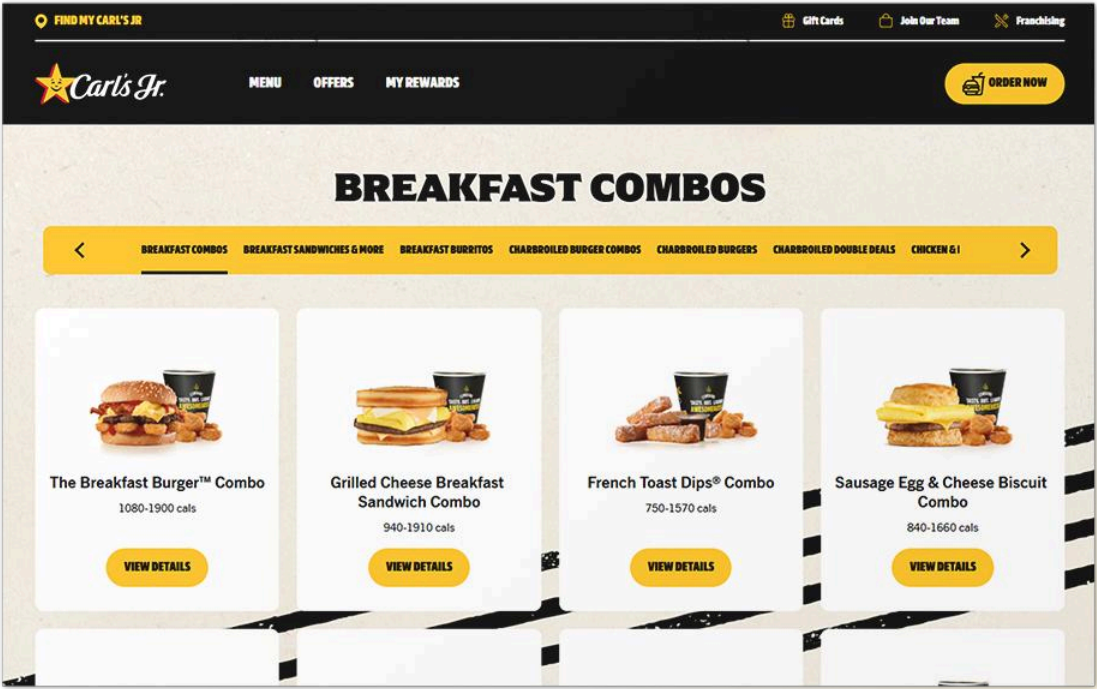 FIND MY CARL'S JR
Gift Cards
Join Our Team
Franchising
Carl's Jr.
MENU
OFFERS
MY REWARDS
ORDER NOW
BREAKFAST COMBOS
BREAKFAST COMBOS
BREAKFAST SANDWICHES & MORE
BREAKFAST BURRITOS
CHARBROILED BURGER COMBOS
CHARBROILED BURGERS
CHARBROILED DOUBLE DEALS
CHICKEN &
The Breakfast Burger™ Combo
1080-1900 cals
VIEW DETAILS
Grilled Cheese Breakfast
Sandwich Combo
940-1910 cals
VIEW DETAILS
French Toast Dips® Combo
750-1570 cals
VIEW DETAILS
Sausage Egg & Cheese Biscuit
Combo
840-1660 cals
VIEW DETAILS